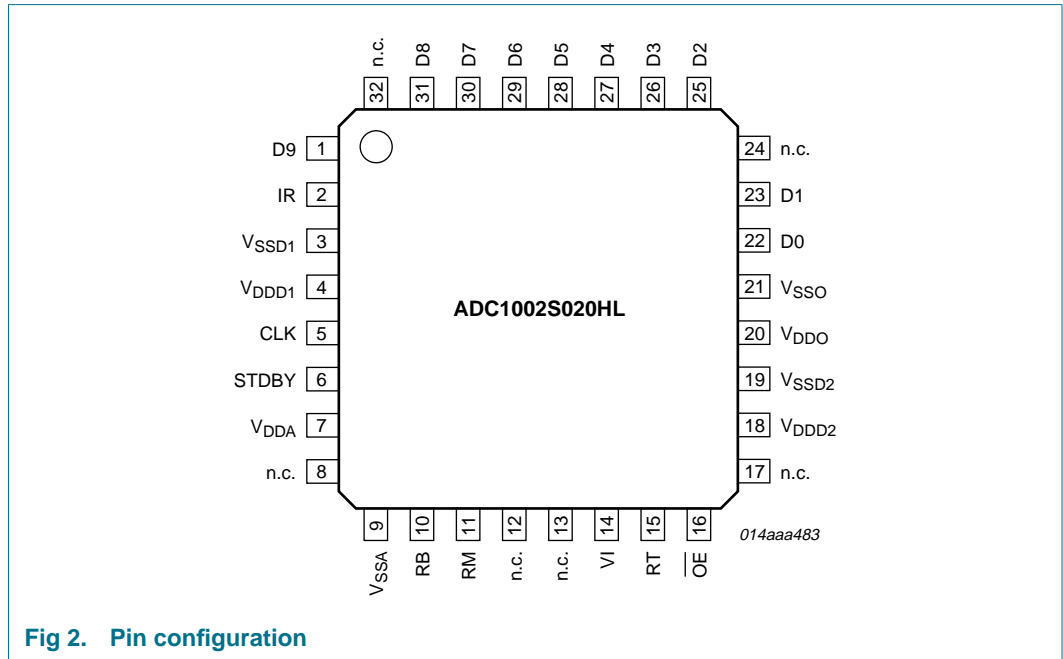 n.c. D8 D7 D6 D5 D4 D3 D2
32 31 30 29 28 27 26 25
D9 1
IR 2
VSSD1 3
VDDD1 4
CLK 5
STDBY 6
VDDA 7
n.c. 8
ADC1002S020HL
24 n.c.
23 D1
22 D0
21 VSSO
20 VDDO
19 VSSD2
18 VDDD2
17 n.c.
9 10 11 12 13 14 15 16
VSSA RB RM n.c. n.c. VI RT OE
014aaa483
Fig 2. Pin configuration